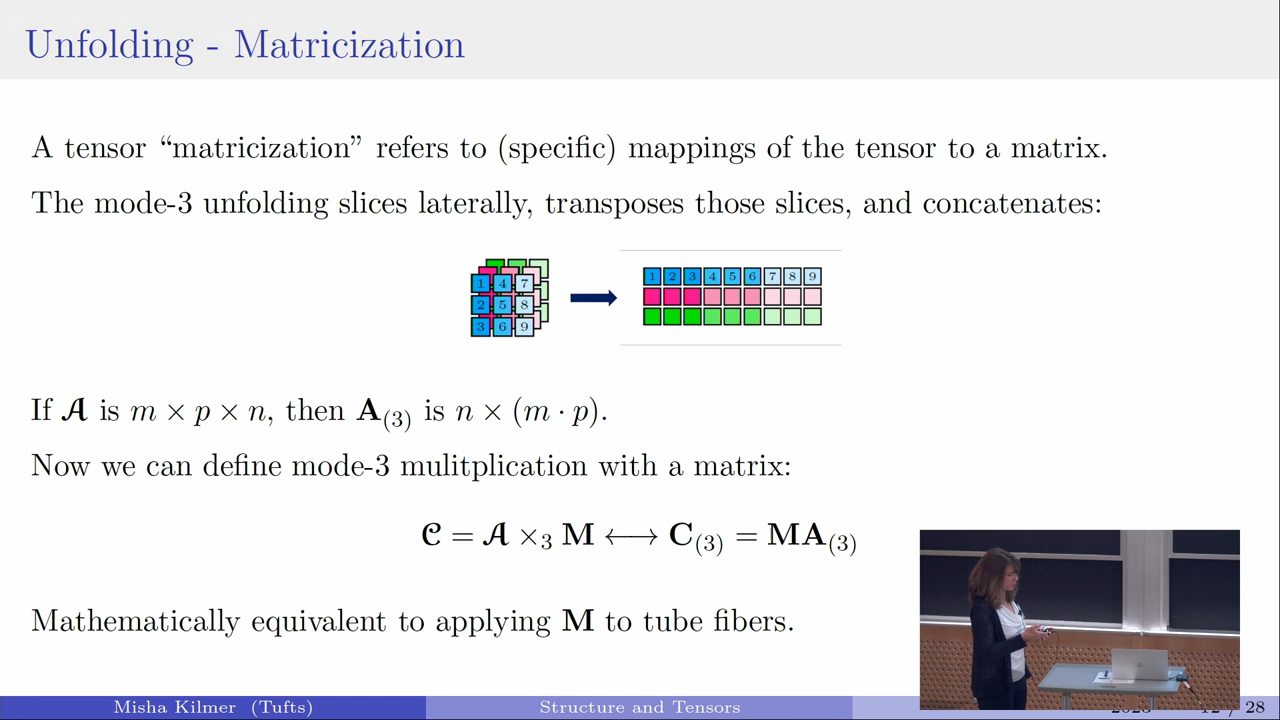 Unfolding - Matricization
A tensor “matricization” refers to (specific) mappings of the tensor to a matrix.
The mode-3 unfolding slices laterally, transposes those slices, and concatenates:
1 4 7
2 5 8
3 6 9
1 2 3 4 5 6 7 8 9
If 𝓐 is m × p × n, then A₍₃₎ is n × (m · p).
Now we can define mode-3 mulitplication with a matrix:
𝓒 = 𝓐 ×₃ M ⟷ C₍₃₎ = MA₍₃₎
Mathematically equivalent to applying M to tube fibers.
Misha Kilmer (Tufts) Structure and Tensors / 28